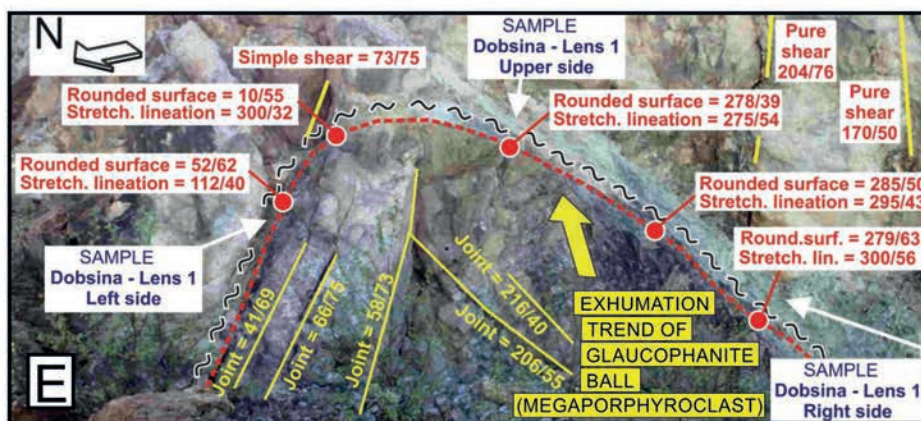 N
Simple shear = 73/75
SAMPLE
Dobsina - Lens 1
Upper side
Pure
shear
204/76
Pure
shear
170/50
Rounded surface = 10/55
Stretch. lineation = 300/32
Rounded surface = 278/39
Stretch. lineation = 275/54
Rounded surface = 52/62
Stretch. lineation = 112/40
Rounded surface = 285/50
Stretch. lineation = 295/43
Round.surf. = 279/63
Stretch. lin. = 300/56
SAMPLE
Dobsina - Lens 1
Left side
Joint = 41/69
Joint = 66/75
Joint = 58/73
Joint = 216/40
Joint = 206/55
EXHUMATION
TREND OF
GLAUCOPHANITE
BALL
(MEGAPORPHYROCLAST)
SAMPLE
Dobsina - Lens 1
Right side
E